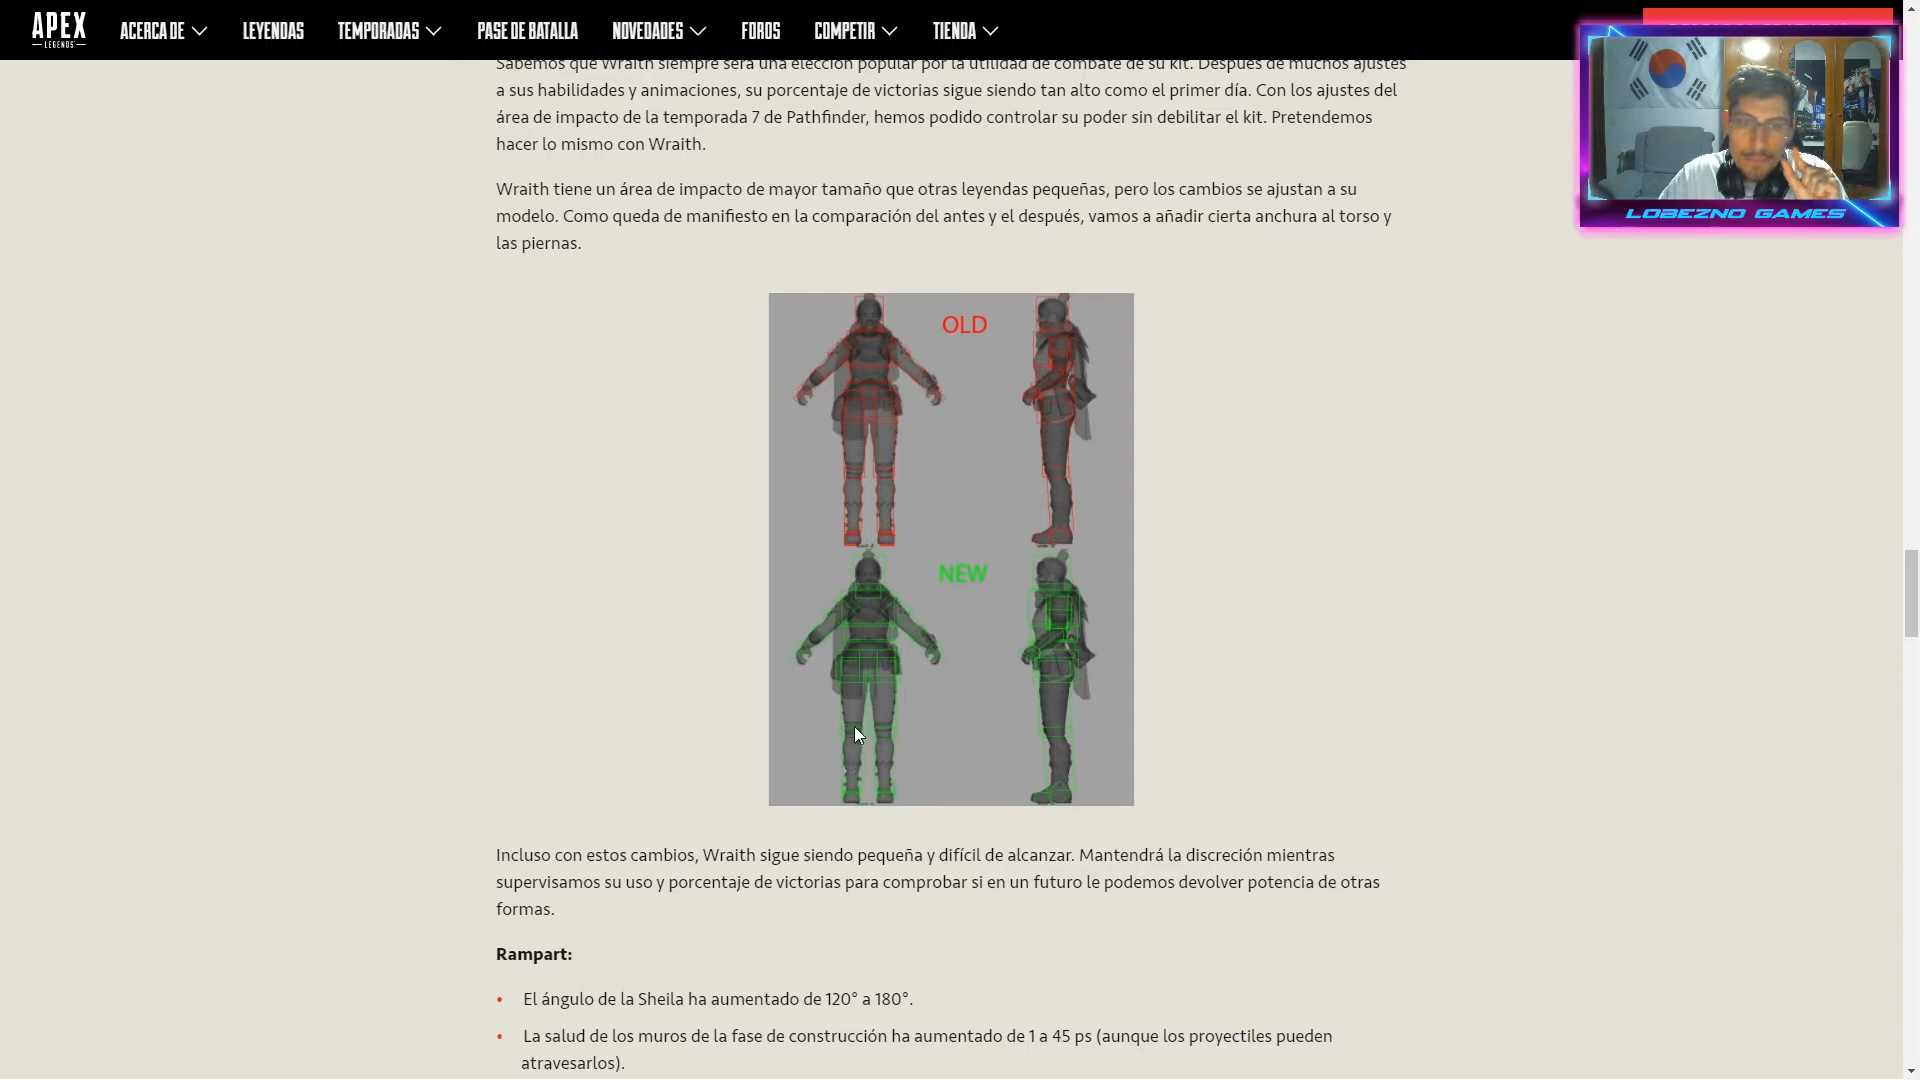 APEX
LEGENDS
ACERCA DE
LEYENDAS
TEMPORADAS
PASE DE BATALLA
NOVEDADES
FOROS
COMPETIR
TIENDA
Sabemos que Wraith siempre será una elección popular por la utilidad de combate de su kit. Después de muchos ajustes
a sus habilidades y animaciones, su porcentaje de victorias sigue siendo tan alto como el primer día. Con los ajustes del
área de impacto de la temporada 7 de Pathfinder, hemos podido controlar su poder sin debilitar el kit. Pretendemos
hacer lo mismo con Wraith.
Wraith tiene un área de impacto de mayor tamaño que otras leyendas pequeñas, pero los cambios se ajustan a su
modelo. Como queda de manifiesto en la comparación del antes y el después, vamos a añadir cierta anchura al torso y
las piernas.
LOBEZNO GAMES
OLD
NEW
Incluso con estos cambios, Wraith sigue siendo pequeña y difícil de alcanzar. Mantendrá la discreción mientras
supervisamos su uso y porcentaje de victorias para comprobar si en un futuro le podemos devolver potencia de otras
formas.
Rampart:
• El ángulo de la Sheila ha aumentado de 120° a 180°.
• La salud de los muros de la fase de construcción ha aumentado de 1 a 45 ps (aunque los proyectiles pueden
atravesarlos).